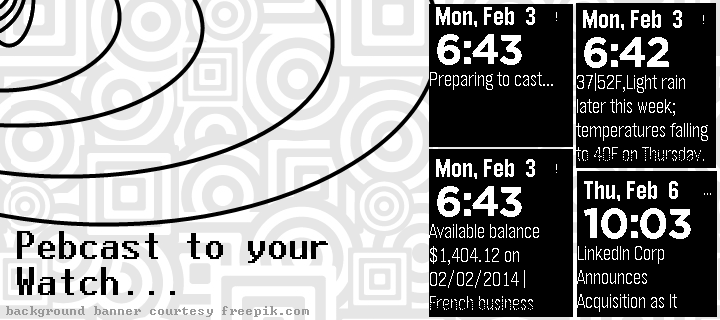 Mon, Feb 3 !
6:43
Preparing to cast...
Mon, Feb 3 !
6:42
37|52F,Light rain
later this week;
temperatures falling
to 40F on Thursday.
Mon, Feb 3 !
6:43
Available balance
$1,404.12 on
02/02/2014 |
French business
Thu, Feb 6 ...
10:03
LinkedIn Corp
Announces
Acquisition as It
Pebcast to your
Watch...
background banner courtesy freepik.com